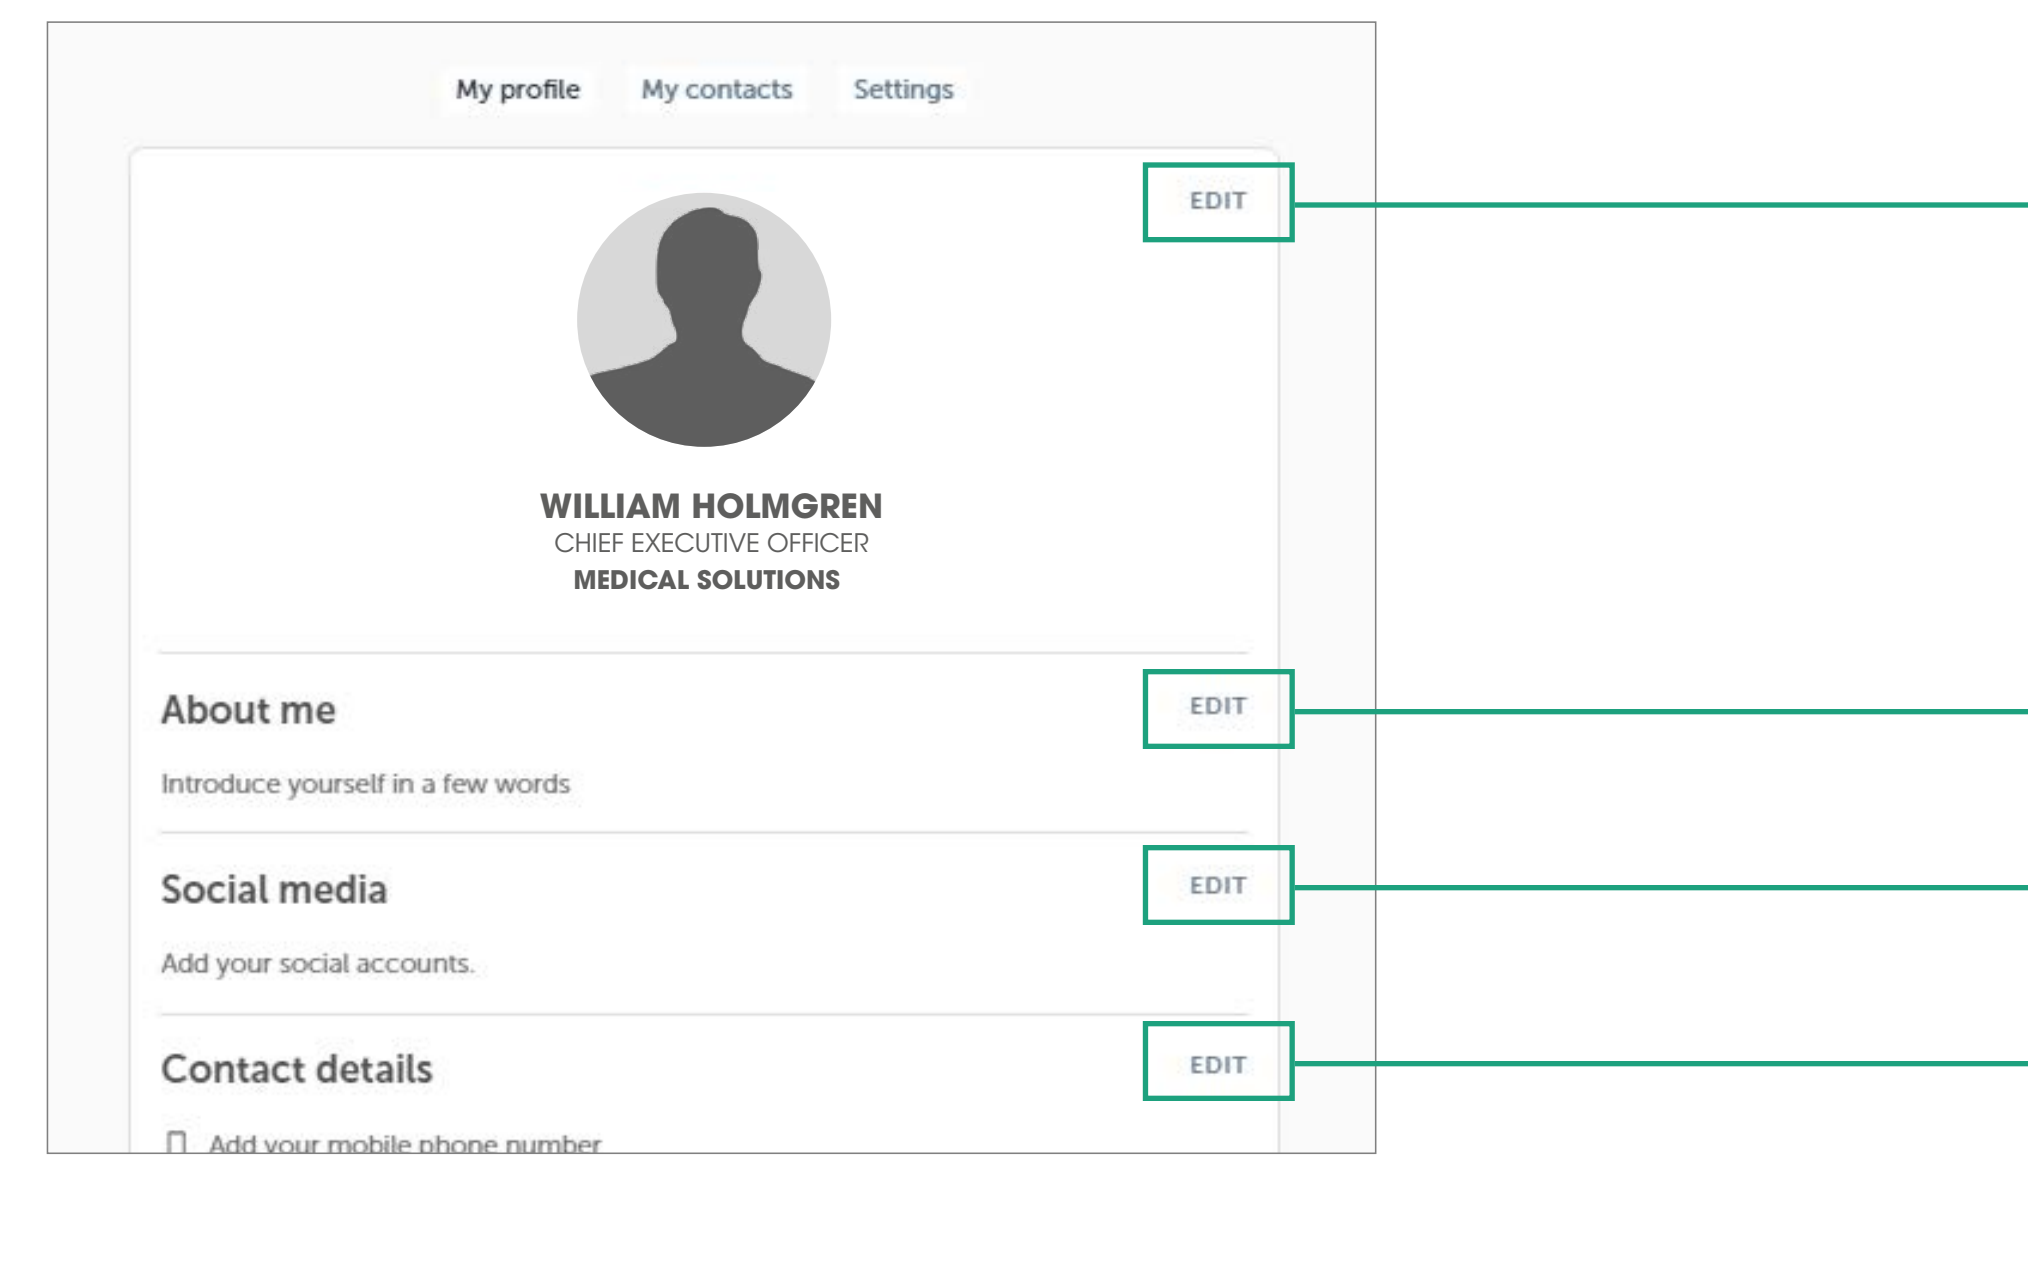 My profile My contacts Settings
EDIT
WILLIAM HOLMGREN
CHIEF EXECUTIVE OFFICER
MEDICAL SOLUTIONS
About me EDIT
Introduce yourself in a few words
Social media EDIT
Add your social accounts.
Contact details EDIT
Add your mobile phone number